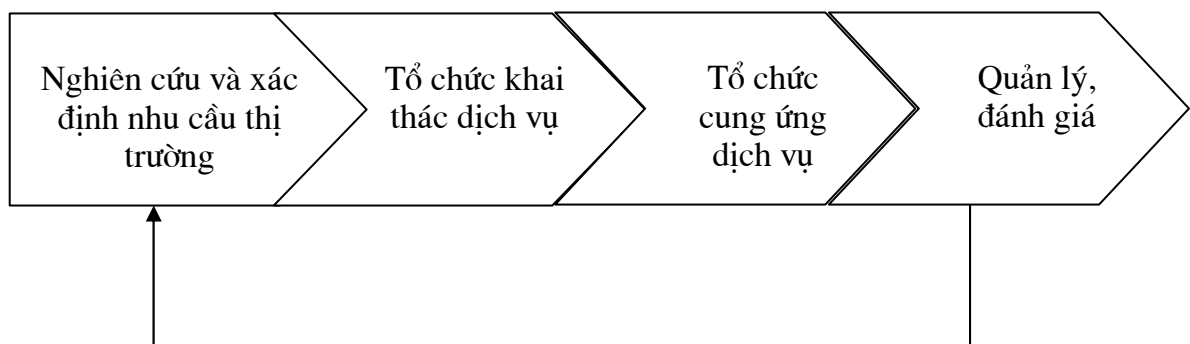 Nghiên cứu và xác
định nhu cầu thị
trường
Tổ chức khai
thác dịch vụ
Tổ chức
cung ứng
dịch vụ
Quản lý,
đánh giá